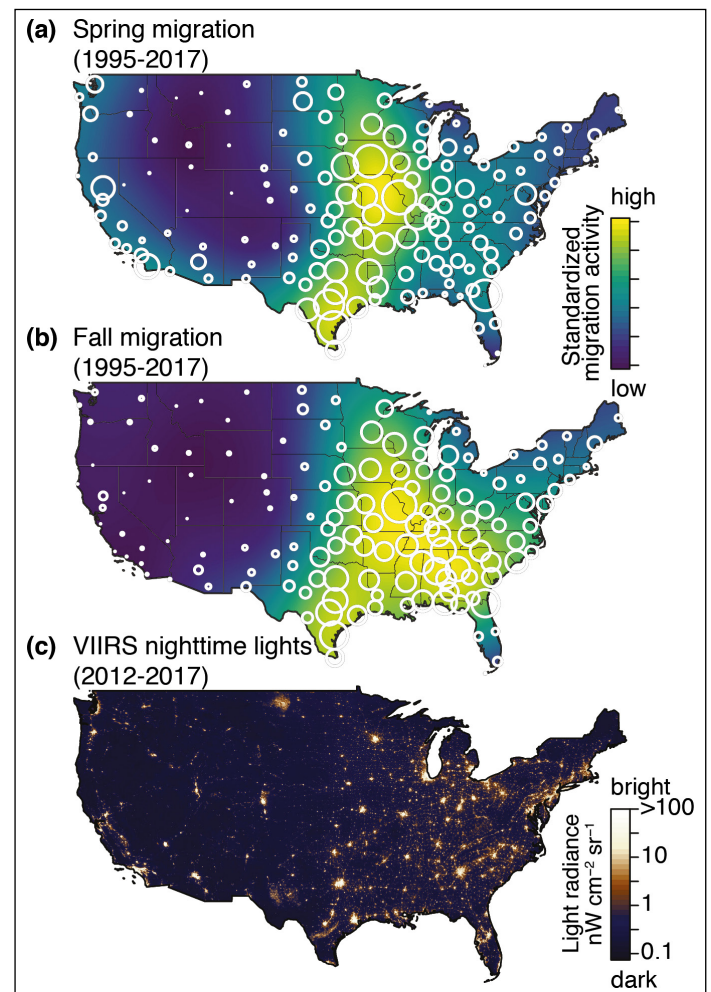 (a) Spring migration
(1995-2017)
high
Standardized
migration activity
low
(b) Fall migration
(1995-2017)
(c) VIIRS nighttime lights
(2012-2017)
bright
>100
10
1
0.1
Light radiance
nW cm⁻² sr⁻¹
dark